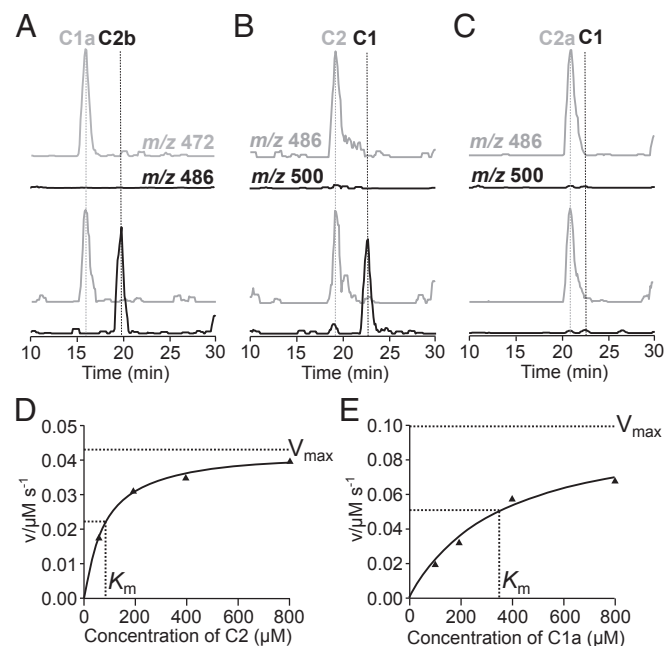 A
B
C
C1a C2b
C2 C1
C2a C1
m/z 472
m/z 486
m/z 486
m/z 500
m/z 486
m/z 500
10 15 20 25 30
10 15 20 25 30
10 15 20 25 30
Time (min)
Time (min)
Time (min)
D
E
0.05
0.04
0.03
0.02
0.01
0.00
v/µM s⁻¹
Vmax
Km
0 200 400 600 800
Concentration of C2 (µM)
0.10
0.08
0.06
0.04
0.02
0.00
v/µM s⁻¹
Vmax
Km
0 200 400 600 800
Concentration of C1a (µM)